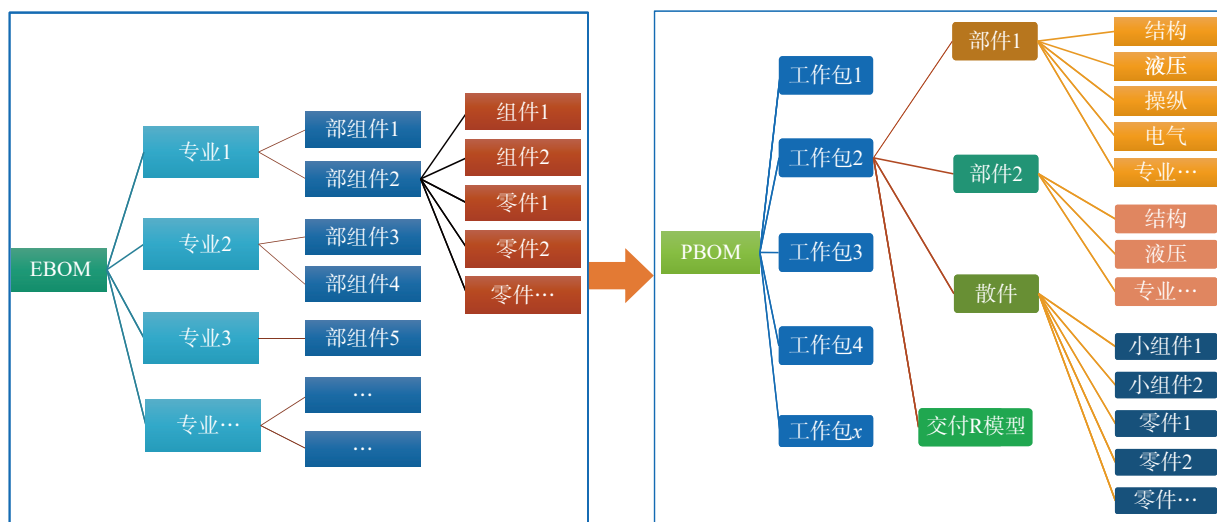 EBOM
专业1
专业2
专业3
专业…
部组件1
部组件2
部组件3
部组件4
部组件5
…
…
组件1
组件2
零件1
零件2
零件…
PBOM
工作包1
工作包2
工作包3
工作包4
工作包x
部件1
部件2
散件
交付R模型
结构
液压
操纵
电气
专业…
结构
液压
专业…
小组件1
小组件2
零件1
零件2
零件…